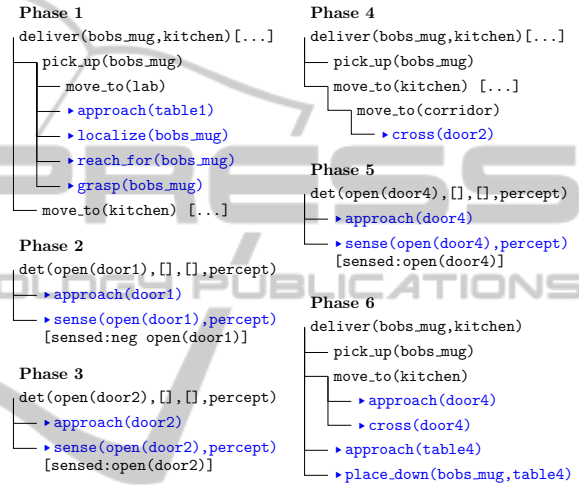 Phase 1
deliver(bobs_mug,kitchen)[...]
pick_up(bobs_mug)
move_to(lab)
▸approach(table1)
▸localize(bobs_mug)
▸reach_for(bobs_mug)
▸grasp(bobs_mug)
move_to(kitchen) [...]
Phase 2
det(open(door1),[],[],percept)
▸approach(door1)
▸sense(open(door1),percept)
[sensed:neg open(door1)]
Phase 3
det(open(door2),[],[],percept)
▸approach(door2)
▸sense(open(door2),percept)
[sensed:open(door2)]
Phase 4
deliver(bobs_mug,kitchen)[...]
pick_up(bobs_mug)
move_to(kitchen) [...]
move_to(corridor)
▸cross(door2)
Phase 5
det(open(door4),[],[],percept)
▸approach(door4)
▸sense(open(door4),percept)
[sensed:open(door4)]
Phase 6
deliver(bobs_mug,kitchen)
pick_up(bobs_mug)
move_to(kitchen)
▸approach(door4)
▸cross(door4)
▸approach(table4)
▸place_down(bobs_mug,table4)